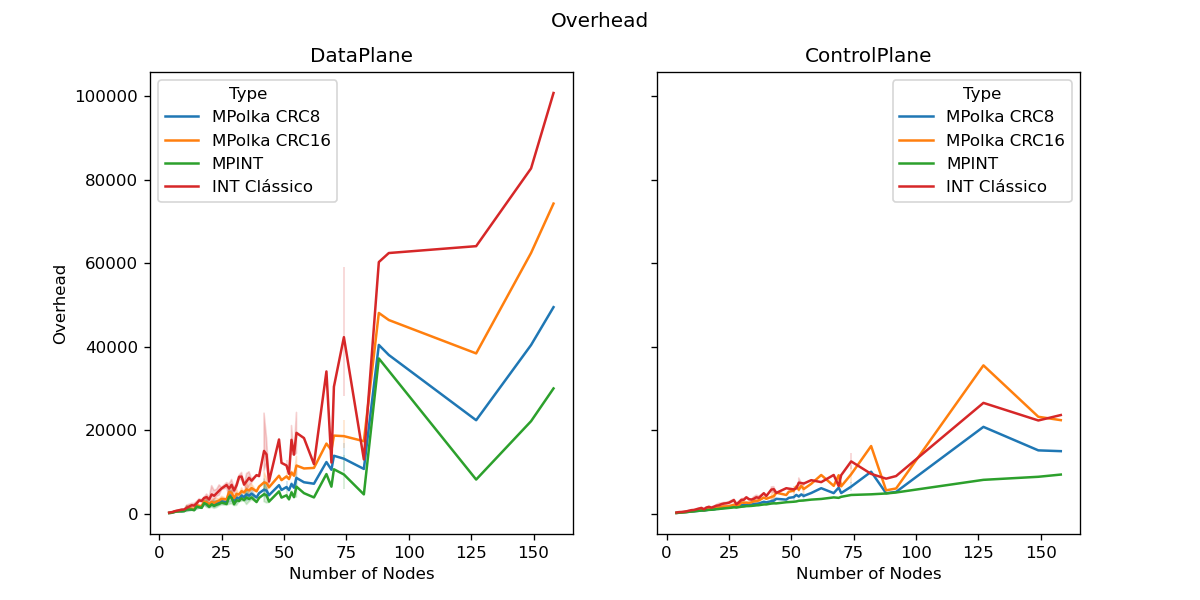 Overhead
DataPlane
Type
MPolka CRC8
MPolka CRC16
MPINT
INT Clássico
100000
80000
60000
40000
20000
0
Overhead
0 25 50 75 100 125 150
Number of Nodes
ControlPlane
Type
MPolka CRC8
MPolka CRC16
MPINT
INT Clássico
0 25 50 75 100 125 150
Number of Nodes